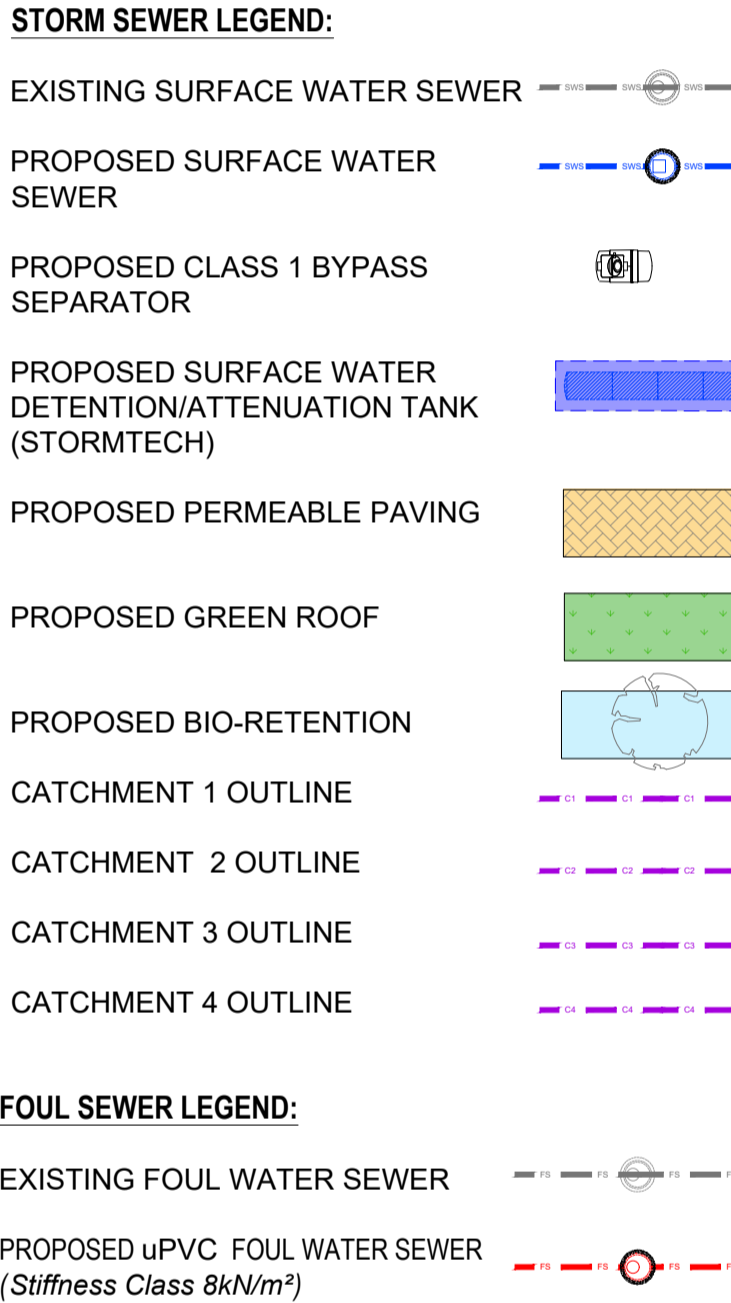 STORM SEWER LEGEND:
EXISTING SURFACE WATER SEWER SWS SWS SWS
PROPOSED SURFACE WATER SWS SWS SWS
SEWER
PROPOSED CLASS 1 BYPASS
SEPARATOR
PROPOSED SURFACE WATER
DETENTION/ATTENUATION TANK
(STORMTECH)
PROPOSED PERMEABLE PAVING
PROPOSED GREEN ROOF
PROPOSED BIO-RETENTION
CATCHMENT 1 OUTLINE C1 C1 C1
CATCHMENT 2 OUTLINE C2 C2 C2
CATCHMENT 3 OUTLINE C3 C3 C3
CATCHMENT 4 OUTLINE C4 C4 C4
FOUL SEWER LEGEND:
EXISTING FOUL WATER SEWER FS FS FS F
PROPOSED uPVC FOUL WATER SEWER FS FS FS F
(Stiffness Class 8kN/m²)